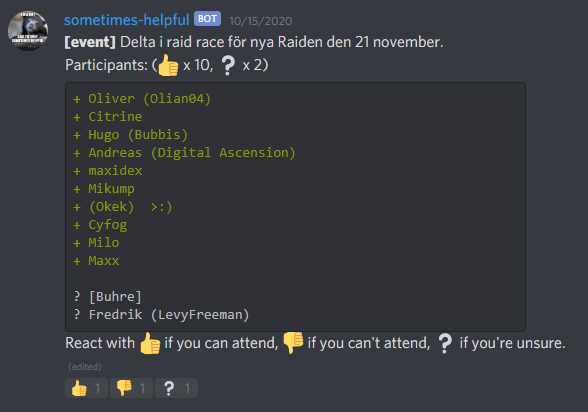 sometimes-helpful BOT 10/15/2020
[event] Delta i raid race för nya Raiden den 21 november.
Participants: (👍 x 10, ❔ x 2)
+ Oliver (Olian04)
+ Citrine
+ Hugo (Bubbis)
+ Andreas (Digital Ascension)
+ maxidex
+ Mikump
+ (Okek)  >:)
+ Cyfog
+ Milo
+ Maxx
? [Buhre]
? Fredrik (LevyFreeman)
React with 👍 if you can attend, 👎 if you can't attend, ❔ if you're unsure.
(edited)
👍 1 👎 1 ❔ 1